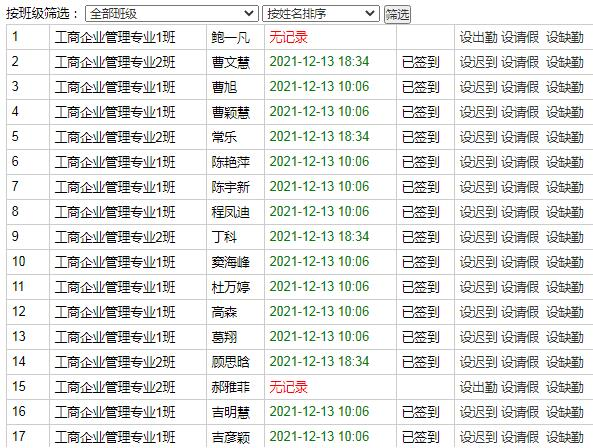 按班级筛选： 全部班级 按姓名排序 筛选
1 工商企业管理专业1班 鲍一凡 无记录 设出勤 设请假 设缺勤
2 工商企业管理专业2班 曹文慧 2021-12-13 18:34 已签到 设迟到 设请假 设缺勤
3 工商企业管理专业1班 曹旭 2021-12-13 10:06 已签到 设迟到 设请假 设缺勤
4 工商企业管理专业1班 曹颖慧 2021-12-13 10:06 已签到 设迟到 设请假 设缺勤
5 工商企业管理专业2班 常乐 2021-12-13 18:34 已签到 设迟到 设请假 设缺勤
6 工商企业管理专业1班 陈艳萍 2021-12-13 10:06 已签到 设迟到 设请假 设缺勤
7 工商企业管理专业1班 陈宇新 2021-12-13 10:06 已签到 设迟到 设请假 设缺勤
8 工商企业管理专业1班 程凤迪 2021-12-13 10:06 已签到 设迟到 设请假 设缺勤
9 工商企业管理专业2班 丁科 2021-12-13 18:34 已签到 设迟到 设请假 设缺勤
10 工商企业管理专业1班 窦海峰 2021-12-13 10:06 已签到 设迟到 设请假 设缺勤
11 工商企业管理专业1班 杜万婷 2021-12-13 10:06 已签到 设迟到 设请假 设缺勤
12 工商企业管理专业1班 高森 2021-12-13 10:06 已签到 设迟到 设请假 设缺勤
13 工商企业管理专业1班 葛翔 2021-12-13 10:06 已签到 设迟到 设请假 设缺勤
14 工商企业管理专业2班 顾思晗 2021-12-13 18:34 已签到 设迟到 设请假 设缺勤
15 工商企业管理专业2班 郝雅菲 无记录 设出勤 设请假 设缺勤
16 工商企业管理专业1班 吉明慧 2021-12-13 10:06 已签到 设迟到 设请假 设缺勤
17 工商企业管理专业1班 吉彦颖 2021-12-13 10:06 已签到 设迟到 设请假 设缺勤